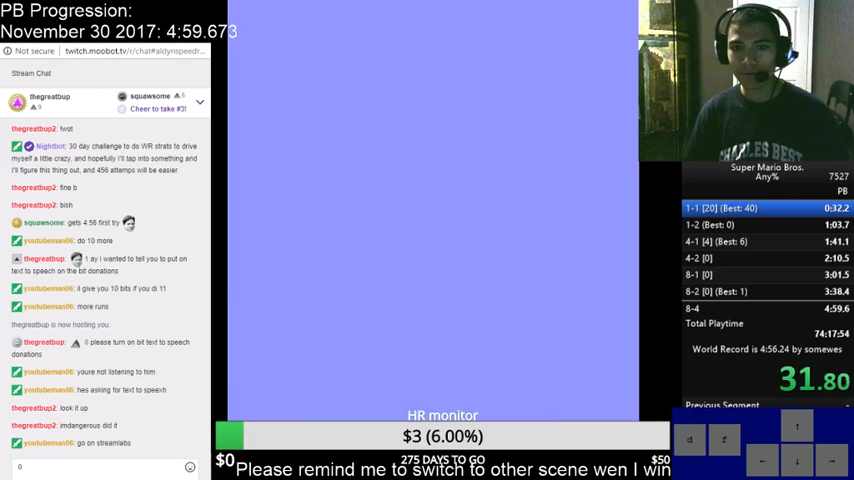 PB Progression:
November 30 2017: 4:59.673
Not secure twitch.moobot.tv/r/chat#aldynspeedr...
Stream Chat
thegreatbup
9
squawsome 5
Cheer to take #3!
thegreatbup2: !wot
Nightbot: 30 day challenge to do WR strats to drive
myself a little crazy, and hopefully I'll tap into something and
I'll figure this thing out, and 456 attemps will be easier
thegreatbup2: fine b
thegreatbup2: bish
squawsome: gets 4:56 first try
youtubeman06: do 10 more
thegreatbup: 1 ay i wanted to tell you to put on
text to speech on the bit donations
youtubeman06: ii give you 10 bits if you di 11
youtubeman06: more runs
thegreatbup is now hosting you.
thegreatbup: 8 please turn on bit text to speech
donations
youtubeman06: youre not listening to him
youtubeman06: hes asking for text to speexh
thegreatbup2: look it up
thegreatbup2: imdangerous did it
youtubeman06: go on streamlabs
0
HR monitor
$3 (6.00%)
$0
275 DAYS TO GO
$50
Please remind me to switch to other scene wen I win
CHARLES BEST
Super Mario Bros.
Any% 7527
PB
1-1 [20] (Best: 40) 0:32.2
1-2 (Best: 0) 1:03.7
4-1 [4] (Best: 6) 1:41.1
4-2 [0] 2:10.5
8-1 [0] 3:01.5
8-2 [0] (Best: 1) 3:38.4
8-4 4:59.6
Total Playtime
74:17:54
World Record is 4:56.24 by somewes
31.80
Previous Segment -
d f ↑
← ↓ →